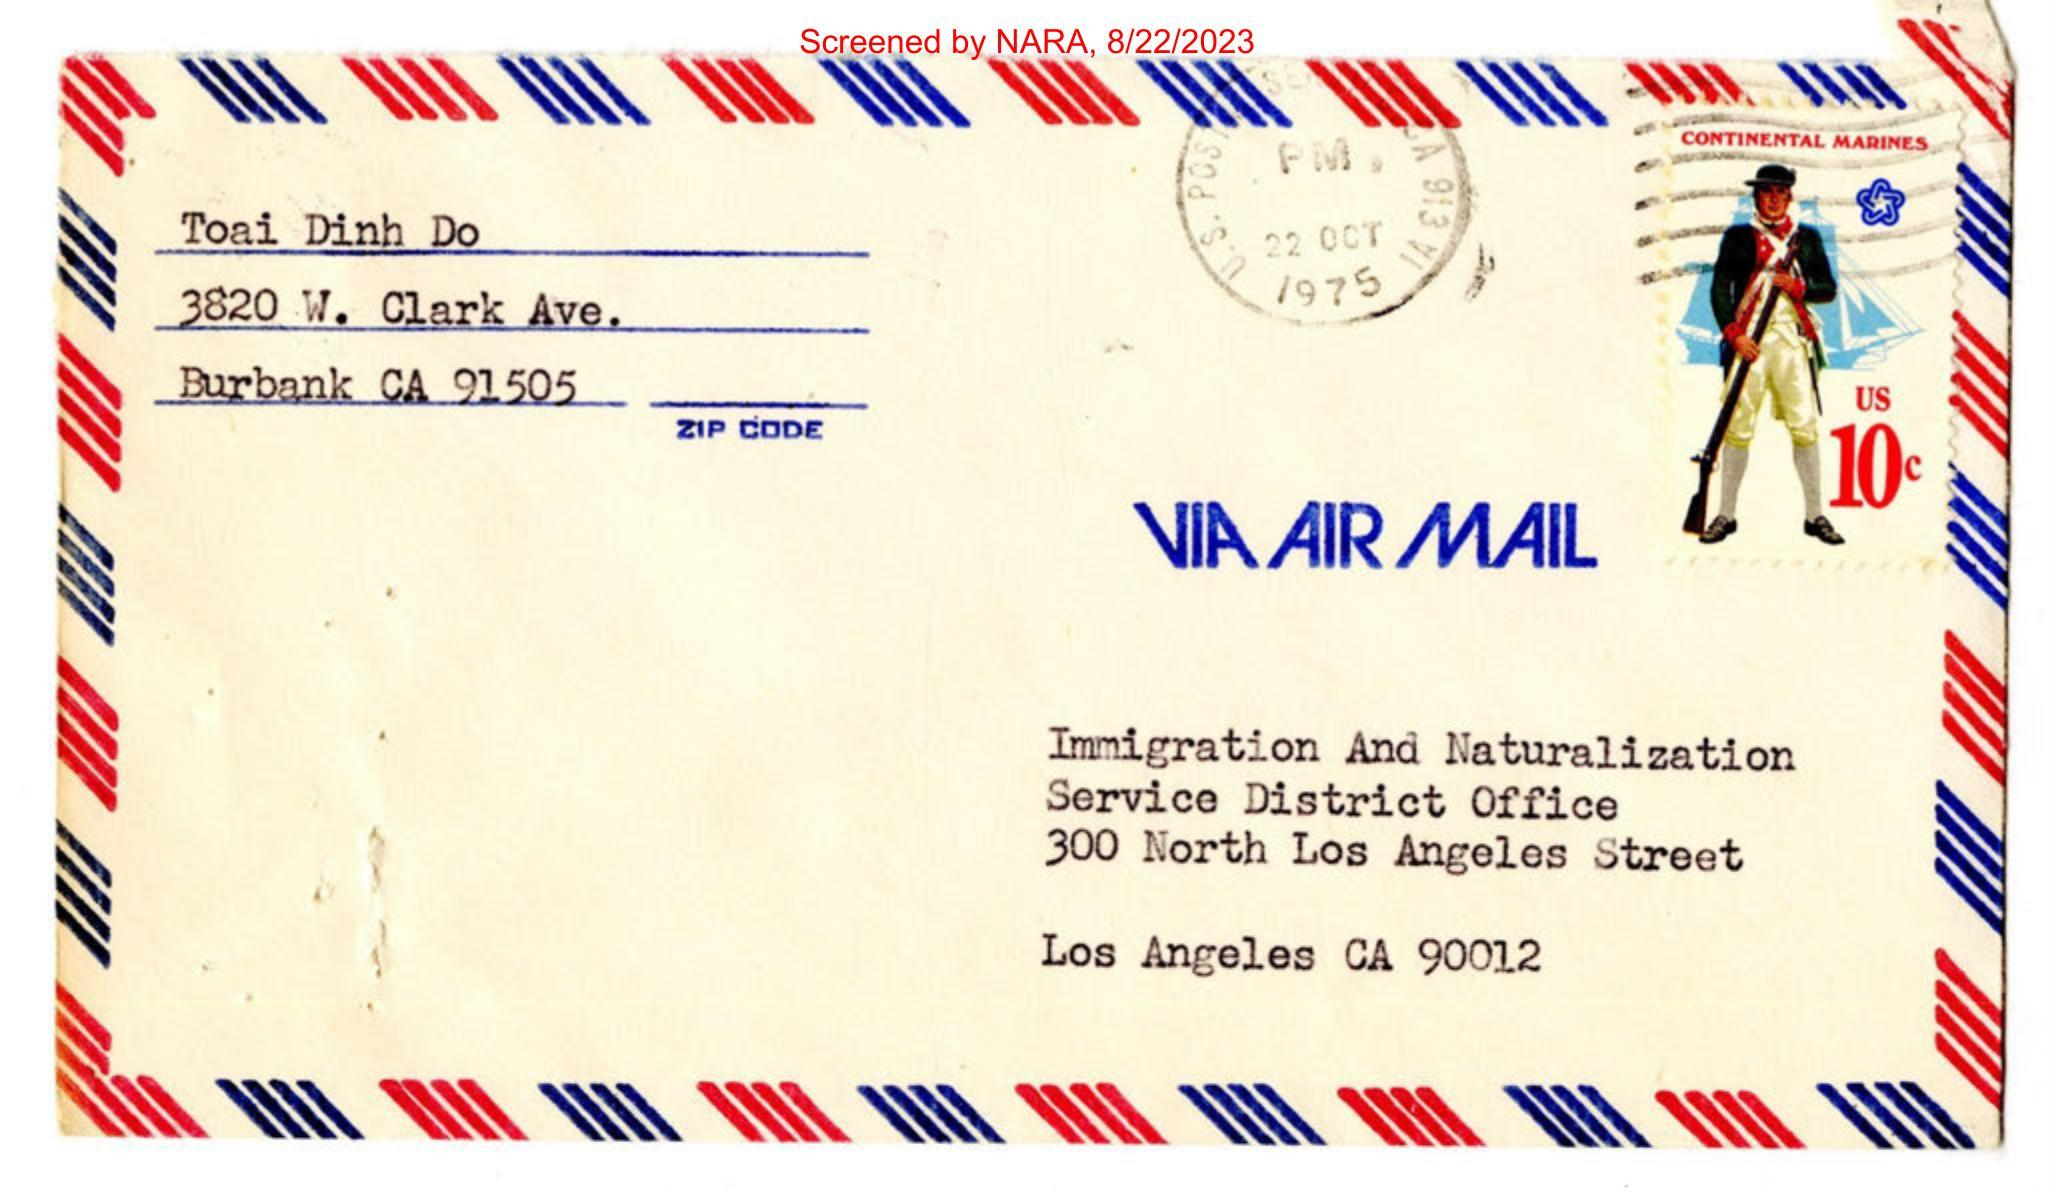 Screened by NARA, 8/22/2023
Toai Dinh Do
3820 W. Clark Ave.
Burbank CA 91505
ZIP CODE
U.S. POST
CA 913
PM
22 OCT
1975
CONTINENTAL MARINES
US
10c
VIA AIR MAIL
Immigration And Naturalization
Service District Office
300 North Los Angeles Street
Los Angeles CA 90012